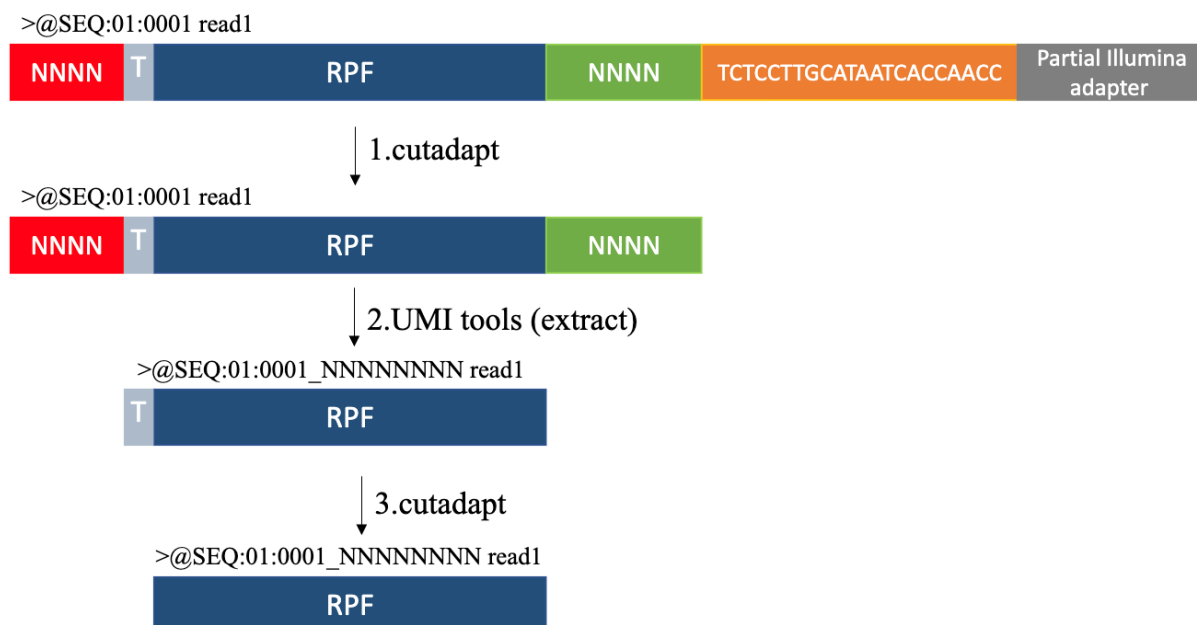 >@SEQ:01:0001 read1
NNNN T RPF NNNN TCTCCTTGCATAATCACCAACC Partial Illumina adapter
1.cutadapt
>@SEQ:01:0001 read1
NNNN T RPF NNNN
2.UMI tools (extract)
>@SEQ:01:0001_NNNNNNNN read1
T RPF
3.cutadapt
>@SEQ:01:0001_NNNNNNNN read1
RPF